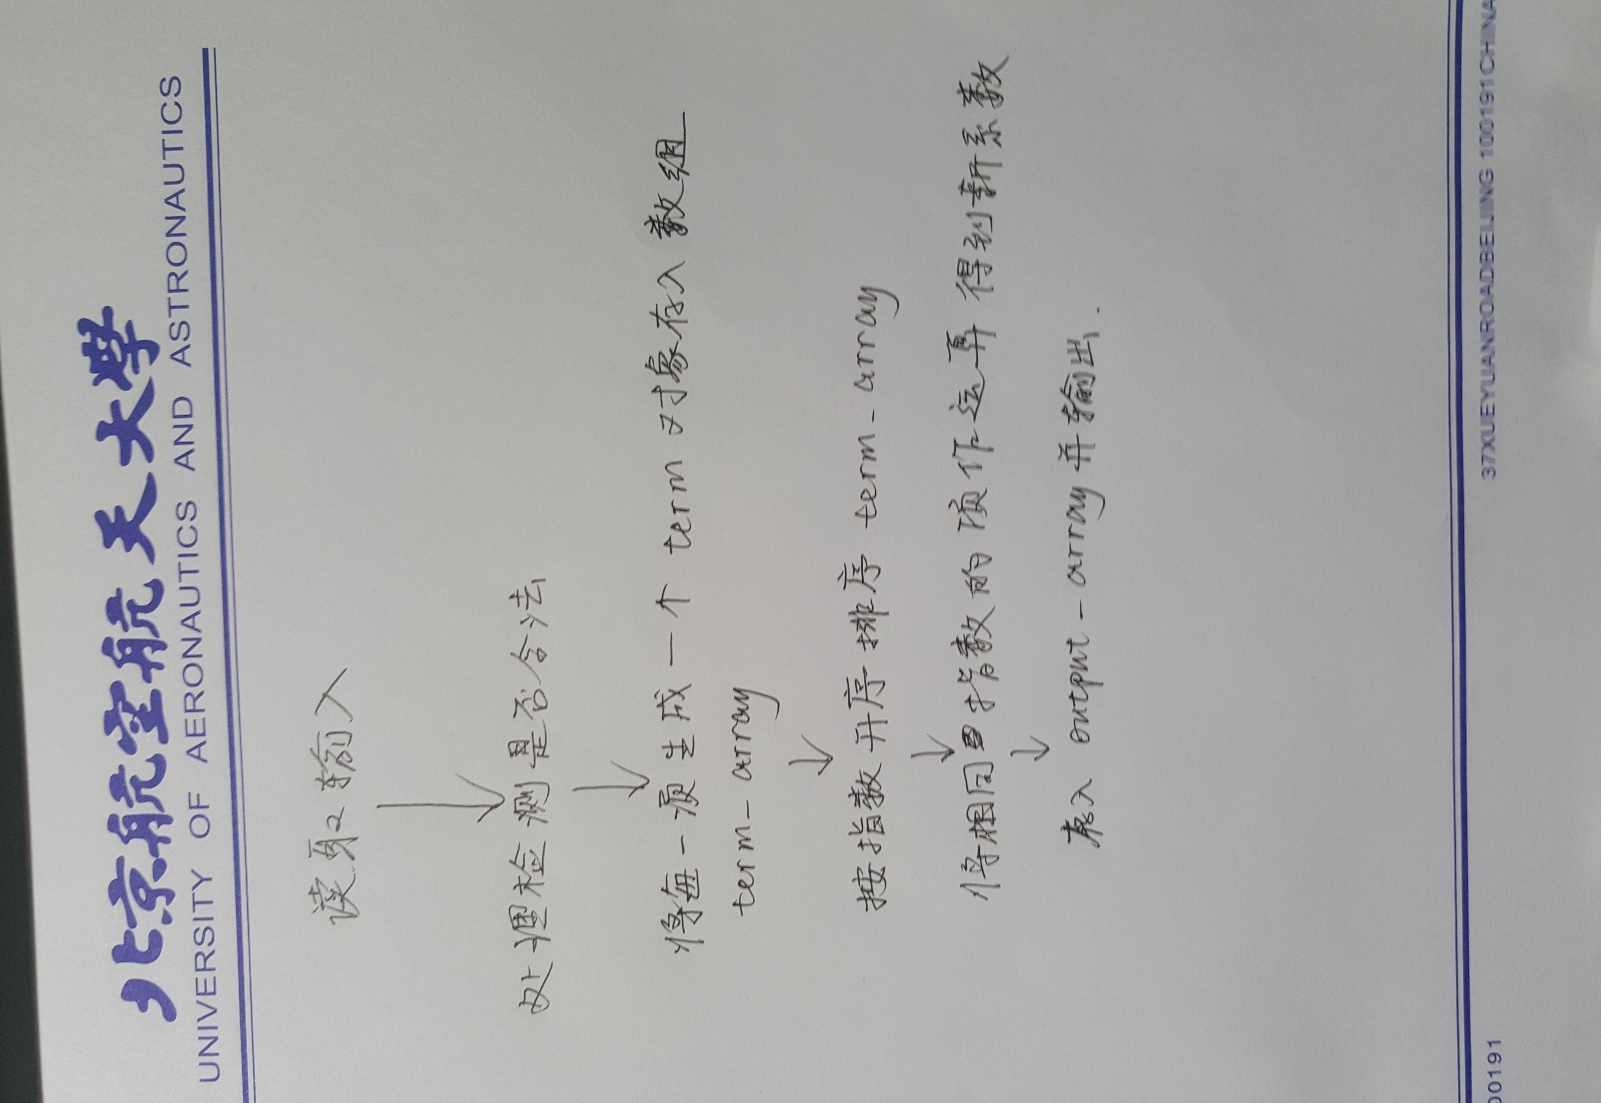 北京航空航天大学
UNIVERSITY OF AERONAUTICS AND ASTRONAUTICS
读取输入
处理检测是否合法
将每一项生成一个 term 对象存入数组
term_array
按指数升序排序 term_array
将相同指数的项作运算得到新系数
存入 output_array 并输出.
37XUEYUANROADBEIJING 100191CHINA
00191